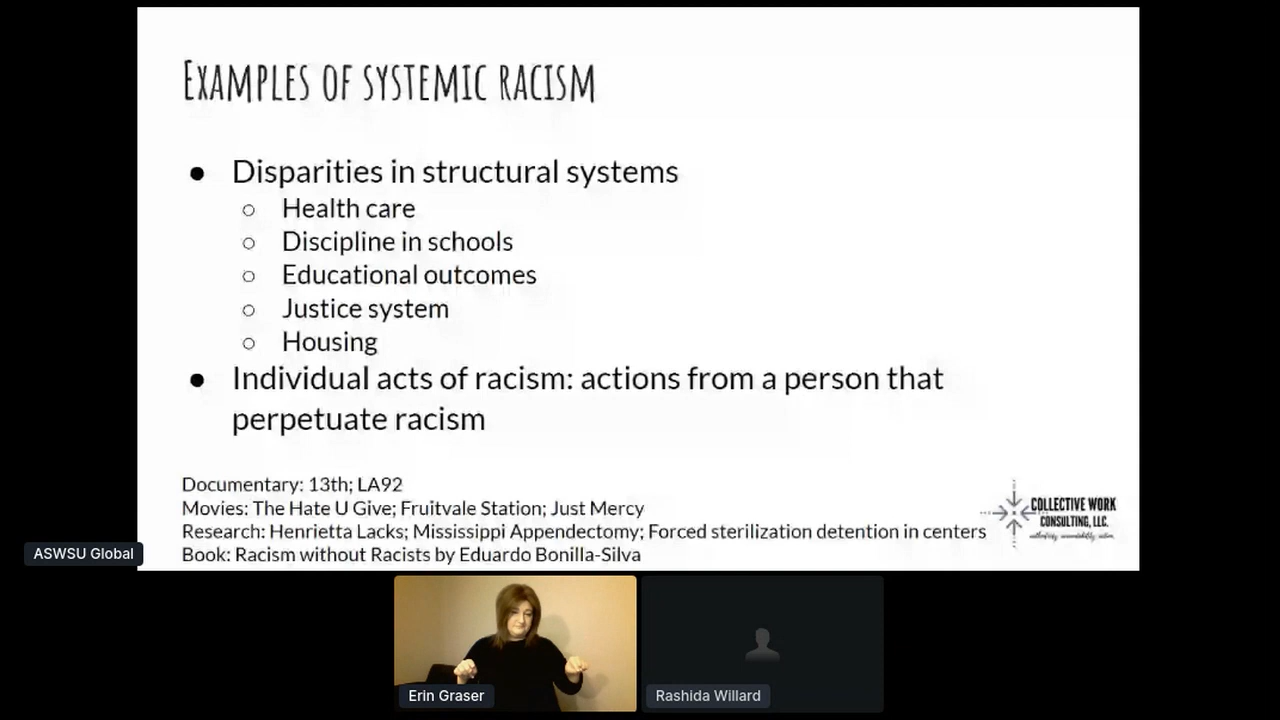 Examples of systemic racism
● Disparities in structural systems
○ Health care
○ Discipline in schools
○ Educational outcomes
○ Justice system
○ Housing
● Individual acts of racism: actions from a person that
perpetuate racism
Documentary: 13th; LA92
Movies: The Hate U Give; Fruitvale Station; Just Mercy
Research: Henrietta Lacks; Mississippi Appendectomy; Forced sterilization detention in centers
Book: Racism without Racists by Eduardo Bonilla-Silva
COLLECTIVE WORK
CONSULTING, LLC.
ASWSU Global
Erin Graser
Rashida Willard